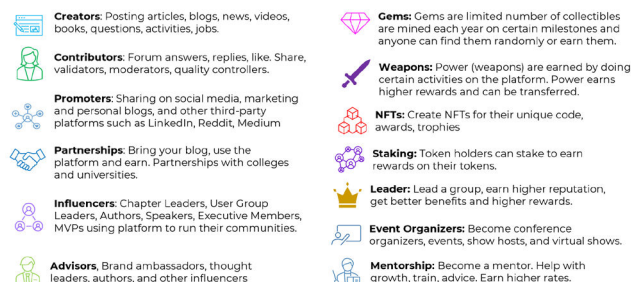 Creators: Posting articles, blogs, news, videos,
books, questions, activities, jobs.
Contributors: Forum answers, replies, like. Share,
validators, moderators, quality controllers.
Promoters: Sharing on social media, marketing
and personal blogs, and other third-party
platforms such as LinkedIn, Reddit, Medium
Partnerships: Bring your blog, use the
platform and earn. Partnerships with colleges
and universities.
Influencers: Chapter Leaders, User Group
Leaders, Authors, Speakers, Executive Members,
MVPs using platform to run their communities.
Advisors, Brand ambassadors, thought
leaders, authors, and other influencers
Gems: Gems are limited number of collectibles
are mined each year on certain milestones and
anyone can find them randomly or earn them.
Weapons: Power (weapons) are earned by doing
certain activities on the platform. Power earns
higher rewards and can be transferred.
NFTs: Create NFTs for their unique code,
awards, trophies
Staking: Token holders can stake to earn
rewards on their tokens.
Leader: Lead a group, earn higher reputation,
get better benefits and higher rewards.
Event Organizers: Become conference
organizers, events, show hosts, and virtual shows.
Mentorship: Become a mentor. Help with
growth, train, advice. Earn higher rates.